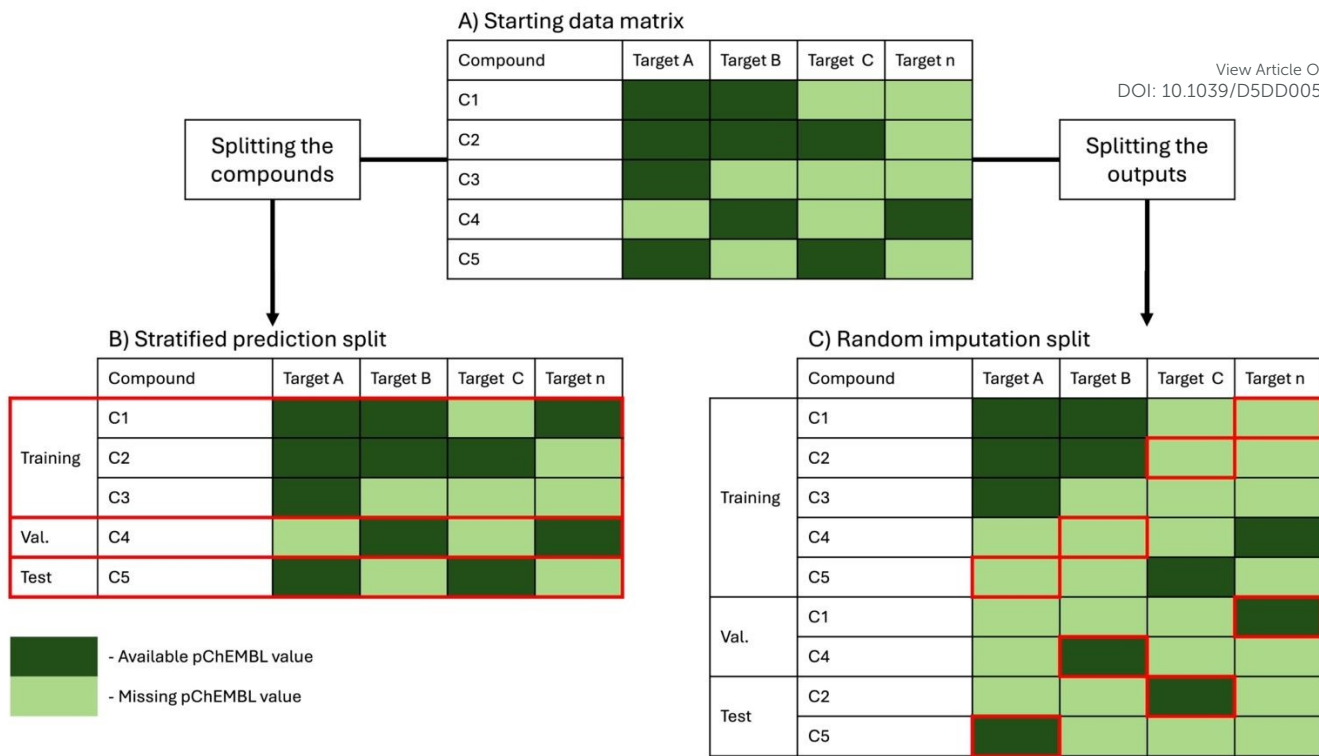 A) Starting data matrix
Compound Target A Target B Target C Target n
C1
C2
C3
C4
C5
View Article O
DOI: 10.1039/D5DD005
Splitting the
compounds
Splitting the
outputs
B) Stratified prediction split
Compound Target A Target B Target C Target n
Training
C1
C2
C3
Val. C4
Test C5
- Available pChEMBL value
- Missing pChEMBL value
C) Random imputation split
Compound Target A Target B Target C Target n
Training
C1
C2
C3
C4
C5
Val.
C1
C4
Test
C2
C5